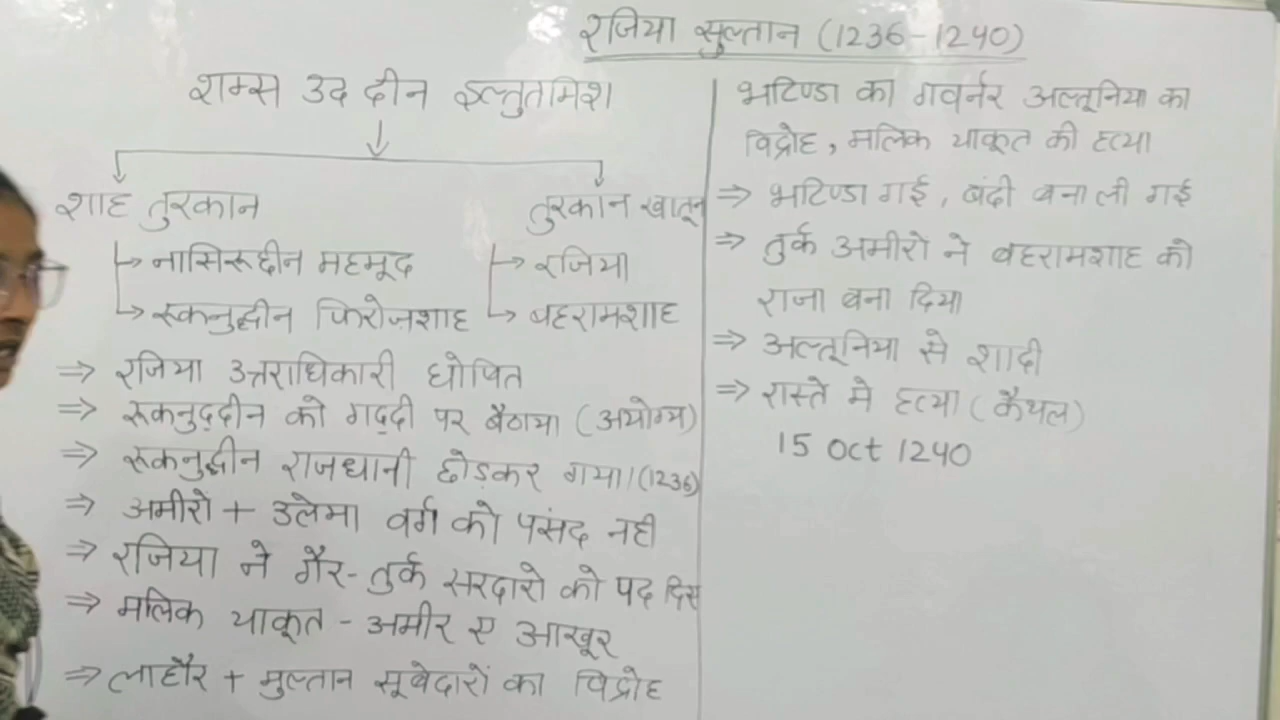 रजिया सुल्तान (1236-1240)
शम्स उद दीन इल्तुतमिश
शाह तुरकान
तुरकान खातून
→ नासिरूद्दीन महमूद
→ रजिया
→ रूकनुद्दीन फिरोजशाह
→ बहरामशाह
⇒ रजिया उत्तराधिकारी घोषित
⇒ रूकनुद्दीन को गद्दी पर बैठाया (अयोग्य)
⇒ रूकनुद्दीन राजधानी छोड़कर गया। (1236)
⇒ अमीरो + उलेमा वर्ग को पसंद नही
⇒ रजिया ने गैर-तुर्क सरदारो को पद दिए
⇒ मलिक याकूत - अमीर ए आखूर
⇒ लाहौर + मुल्तान सूबेदारों का विद्रोह
भटिण्डा का गवर्नर अल्तूनिया का
विद्रोह, मलिक याकूत की हत्या
⇒ भटिण्डा गई, बंदी बना ली गई
⇒ तुर्क अमीरो ने बहरामशाह को
राजा बना दिया
⇒ अल्तूनिया से शादी
⇒ रास्ते मे हत्या (कैथल)
15 Oct 1240